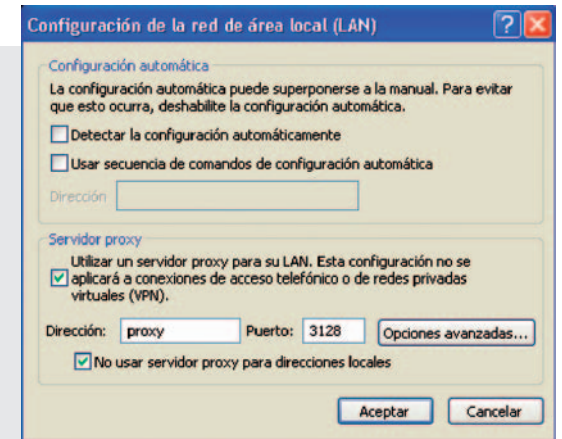 Configuración de la red de área local (LAN)
Configuración automática
La configuración automática puede superponerse a la manual. Para evitar
que esto ocurra, deshabilite la configuración automática.
Detectar la configuración automáticamente
Usar secuencia de comandos de configuración automática
Dirección
Servidor proxy
Utilizar un servidor proxy para su LAN. Esta configuración no se
aplicará a conexiones de acceso telefónico o de redes privadas
virtuales (VPN).
Dirección: proxy Puerto: 3128 Opciones avanzadas...
No usar servidor proxy para direcciones locales
Aceptar Cancelar